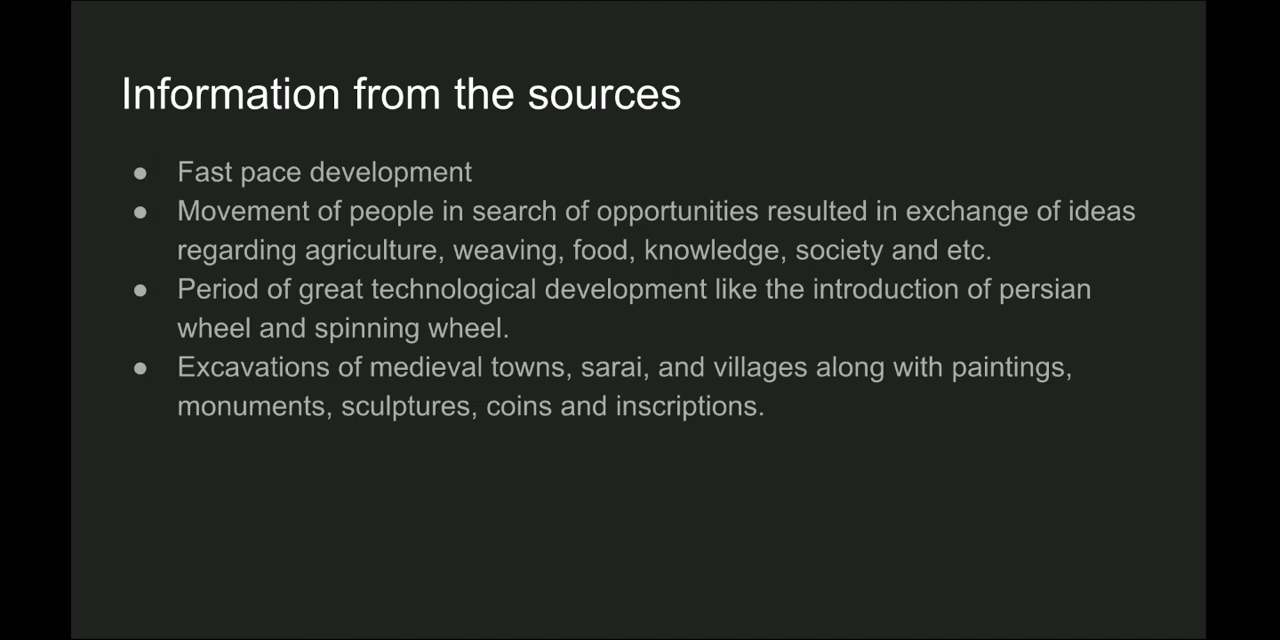 Information from the sources
● Fast pace development
● Movement of people in search of opportunities resulted in exchange of ideas
regarding agriculture, weaving, food, knowledge, society and etc.
● Period of great technological development like the introduction of persian
wheel and spinning wheel.
● Excavations of medieval towns, sarai, and villages along with paintings,
monuments, sculptures, coins and inscriptions.